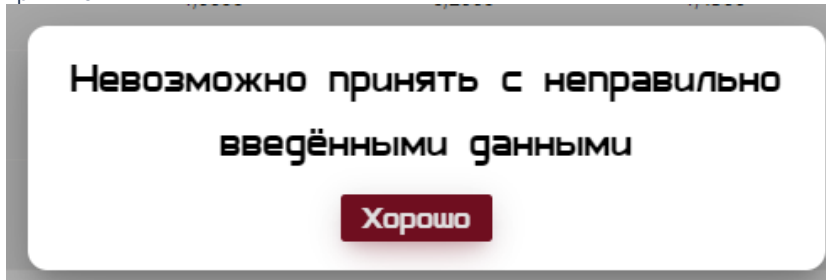 Невозможно принять с неправильно
введёнными данными
Хорошо